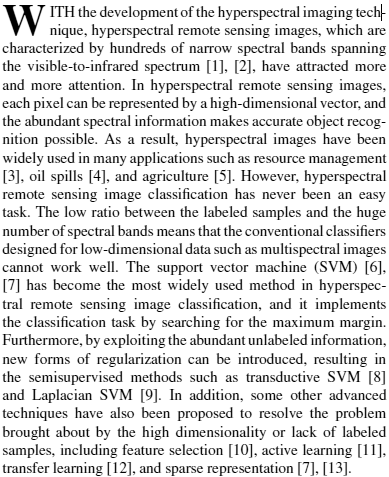 WITH the development of the hyperspectral imaging tech-
nique, hyperspectral remote sensing images, which are
characterized by hundreds of narrow spectral bands spanning
the visible-to-infrared spectrum [1], [2], have attracted more
and more attention. In hyperspectral remote sensing images,
each pixel can be represented by a high-dimensional vector, and
the abundant spectral information makes accurate object recog-
nition possible. As a result, hyperspectral images have been
widely used in many applications such as resource management
[3], oil spills [4], and agriculture [5]. However, hyperspectral
remote sensing image classification has never been an easy
task. The low ratio between the labeled samples and the huge
number of spectral bands means that the conventional classifiers
designed for low-dimensional data such as multispectral images
cannot work well. The support vector machine (SVM) [6],
[7] has become the most widely used method in hyperspec-
tral remote sensing image classification, and it implements
the classification task by searching for the maximum margin.
Furthermore, by exploiting the abundant unlabeled information,
new forms of regularization can be introduced, resulting in
the semisupervised methods such as transductive SVM [8]
and Laplacian SVM [9]. In addition, some other advanced
techniques have also been proposed to resolve the problem
brought about by the high dimensionality or lack of labeled
samples, including feature selection [10], active learning [11],
transfer learning [12], and sparse representation [7], [13].